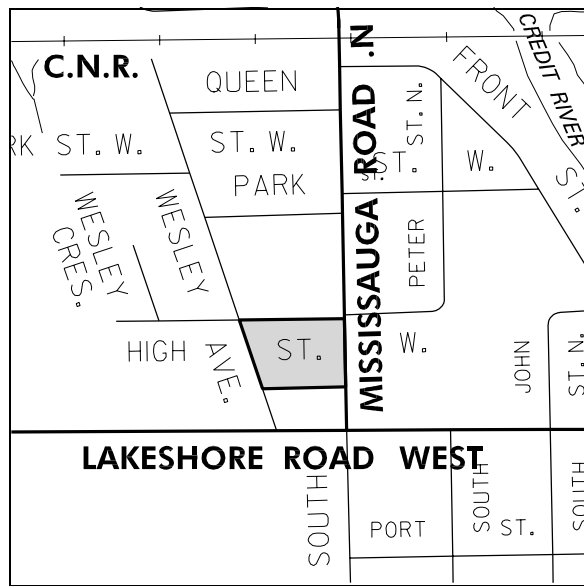 C.N.R.
QUEEN
ST. W.
PARK
RK ST. W.
WESLEY
CRES.
WESLEY
AVE.
HIGH ST. W.
MISSISSAUGA ROAD .N
ST. W.
ST.
PETER
ST. N.
FRONT
ST.
CREDIT RIVER
JOHN
ST. N.
LAKESHORE ROAD WEST
SOUTH
SOUTH
SOUTH
PORT ST.